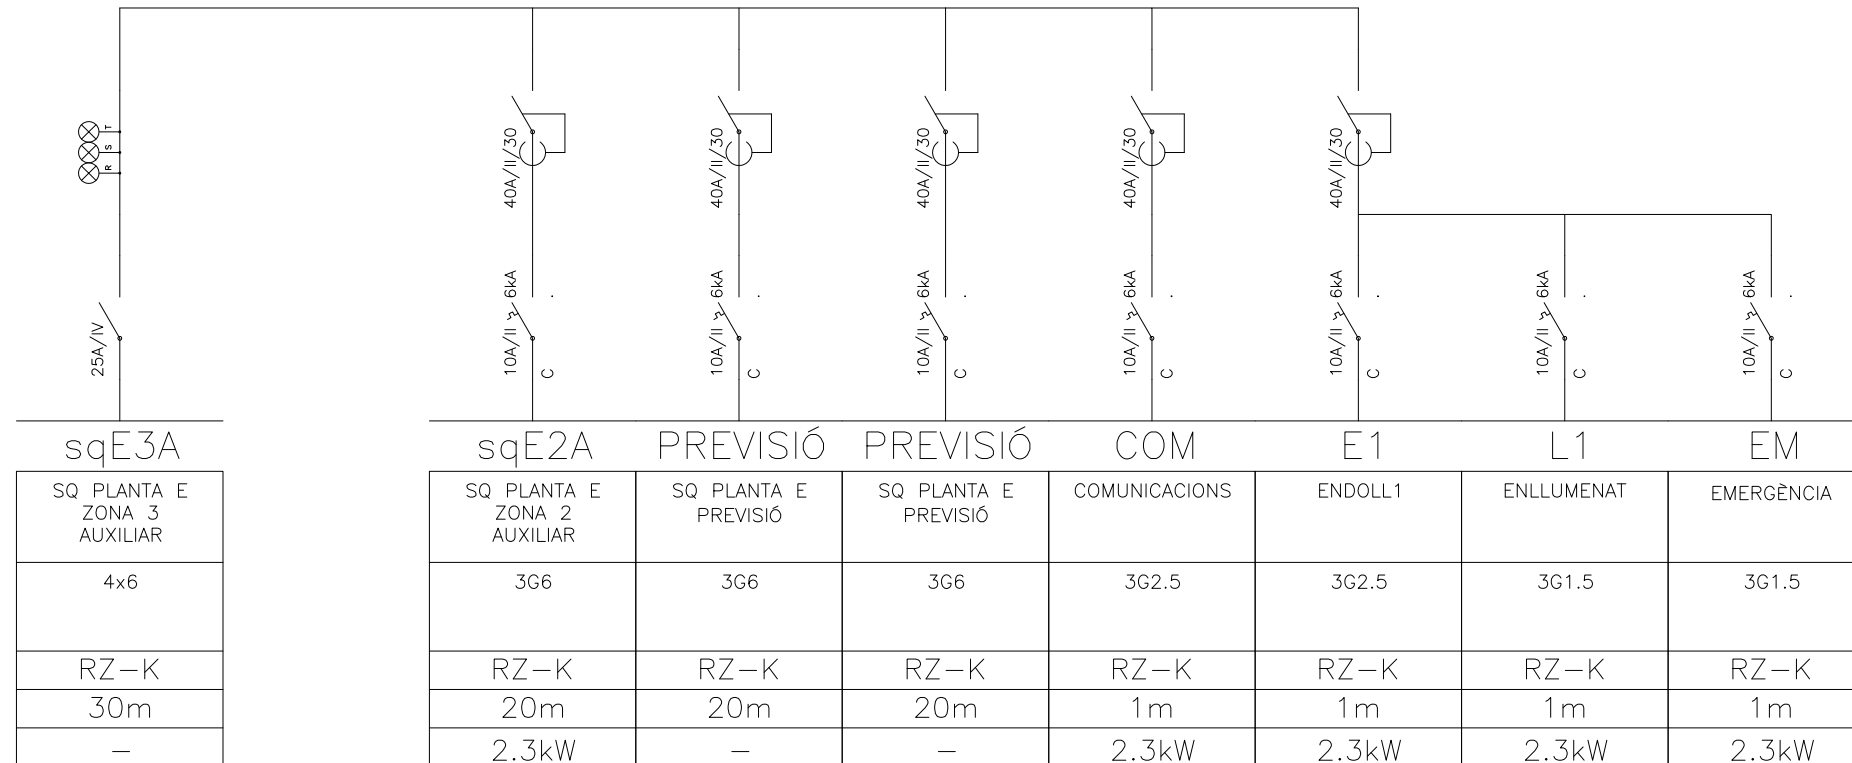 T
S
R
40A/II/30
40A/II/30
40A/II/30
40A/II/30
40A/II/30
25A/IV
10A/II 6kA
C
10A/II 6kA
C
10A/II 6kA
C
10A/II 6kA
C
10A/II 6kA
C
10A/II 6kA
C
10A/II 6kA
C
sqE3A sqE2A PREVISIÓ PREVISIÓ COM E1 L1 EM
SQ PLANTA E
ZONA 3
AUXILIAR
SQ PLANTA E
ZONA 2
AUXILIAR
SQ PLANTA E
PREVISIÓ
SQ PLANTA E
PREVISIÓ
COMUNICACIONS
ENDOLL1
ENLLUMENAT
EMERGÈNCIA
4x6 3G6 3G6 3G6 3G2.5 3G2.5 3G1.5 3G1.5
RZ-K RZ-K RZ-K RZ-K RZ-K RZ-K RZ-K RZ-K
30m 20m 20m 20m 1m 1m 1m 1m
- 2.3kW - - 2.3kW 2.3kW 2.3kW 2.3kW